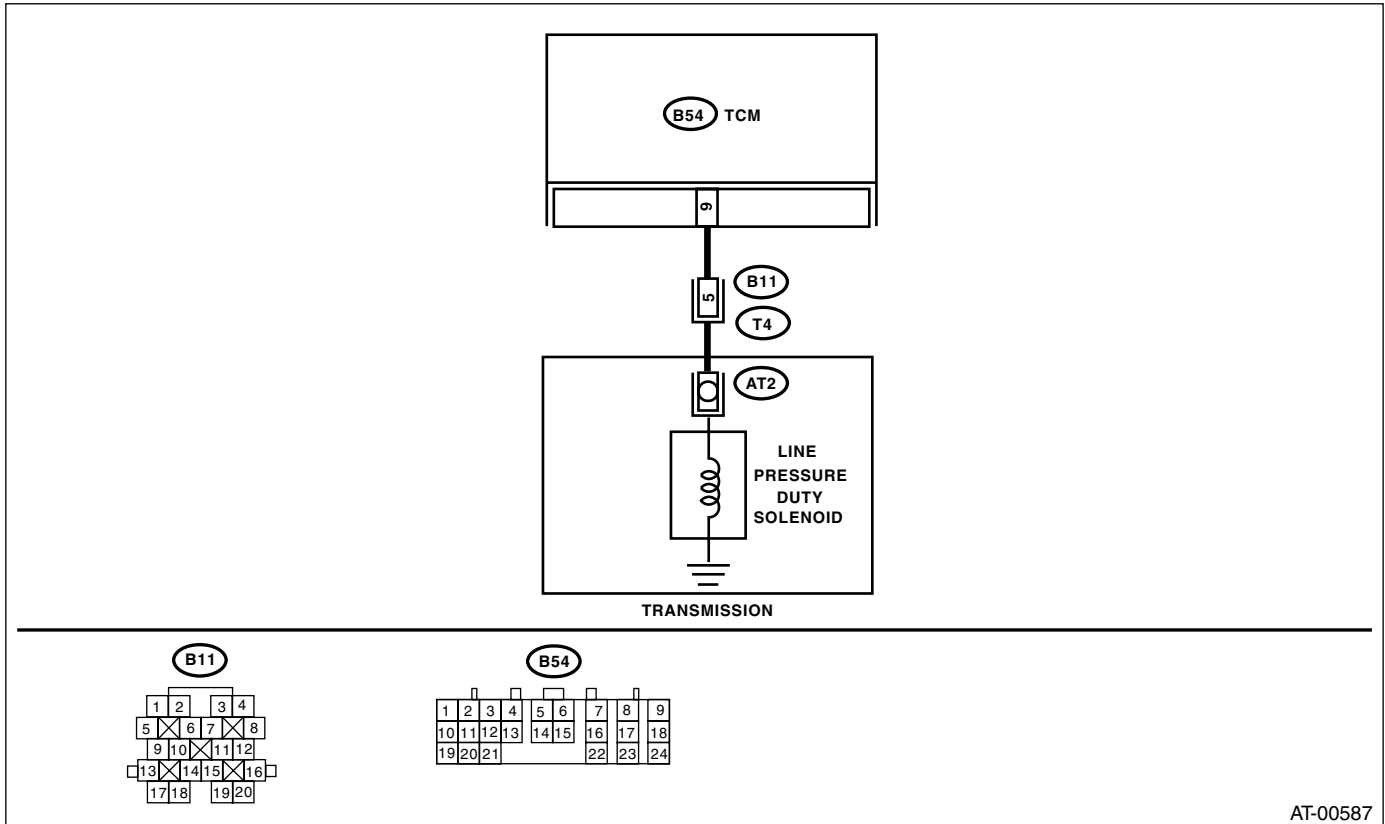 B54 TCM
9
5
B11
T4
AT2
LINE
PRESSURE
DUTY
SOLENOID
TRANSMISSION
B11
1 2 3 4
5 6 7 8
9 10 11 12
13 14 15 16
17 18 19 20
B54
1 2 3 4 5 6 7 8 9
10 11 12 13 14 15 16 17 18
19 20 21 22 23 24
AT-00587